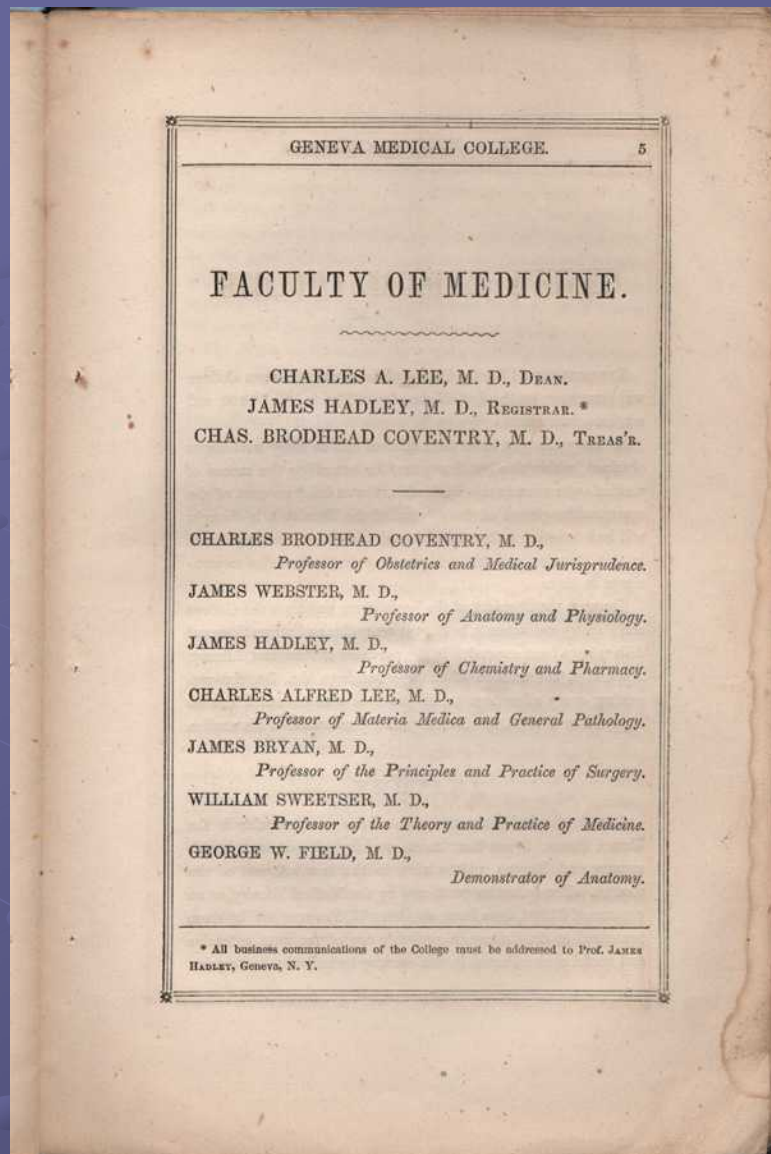 GENEVA MEDICAL COLLEGE. 5
FACULTY OF MEDICINE.
CHARLES A. LEE, M. D., DEAN.
JAMES HADLEY, M. D., REGISTRAR. *
CHAS. BRODHEAD COVENTRY, M. D., TREAS'R.
CHARLES BRODHEAD COVENTRY, M. D.,
Professor of Obstetrics and Medical Jurisprudence.
JAMES WEBSTER, M. D.,
Professor of Anatomy and Physiology.
JAMES HADLEY, M. D.,
Professor of Chemistry and Pharmacy.
CHARLES ALFRED LEE, M. D.,
Professor of Materia Medica and General Pathology.
JAMES BRYAN, M. D.,
Professor of the Principles and Practice of Surgery.
WILLIAM SWEETSER, M. D.,
Professor of the Theory and Practice of Medicine.
GEORGE W. FIELD, M. D.,
Demonstrator of Anatomy.
* All business communications of the College must be addressed to Prof. JAMES
HADLEY, Geneva, N. Y.